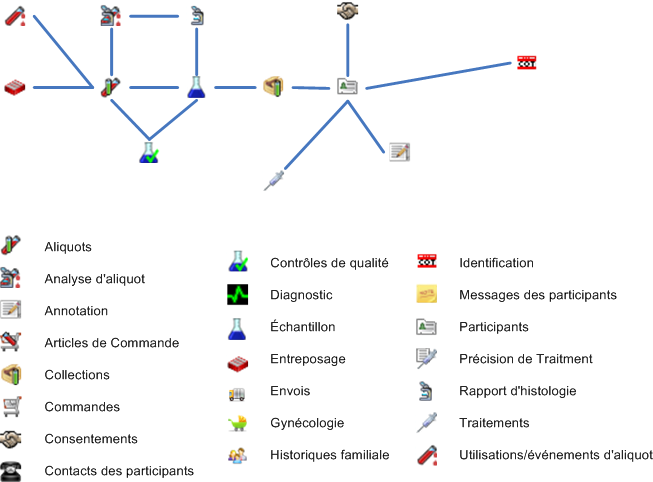 Aliquots
Analyse d'aliquot
Annotation
Articles de Commande
Collections
Commandes
Consentements
Contacts des participants
Contrôles de qualité
Diagnostic
Échantillon
Entreposage
Envois
Gynécologie
Historiques familiale
Identification
Messages des participants
Participants
Précision de Traitment
Rapport d'histologie
Traitements
Utilisations/événements d'aliquot